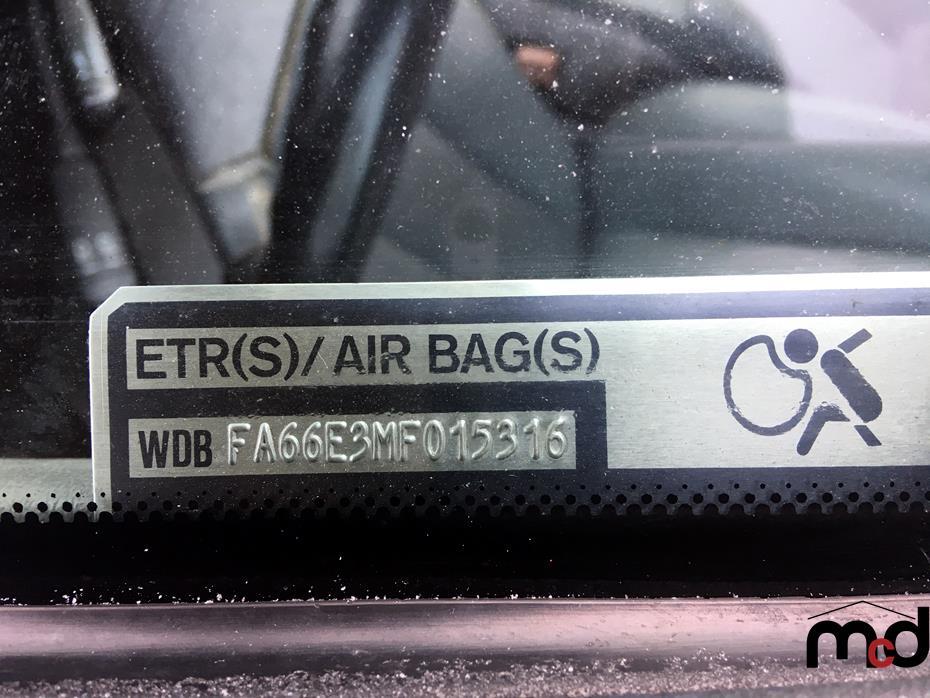 ETR(S)/AIR BAG(S)
WDB FA66E3MF015316
mcd